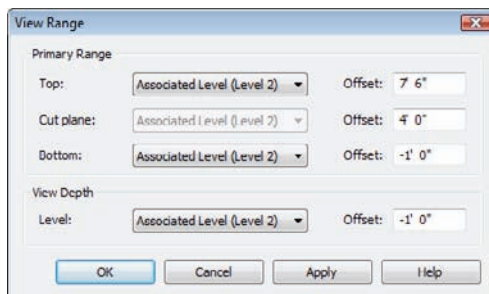 View Range
Primary Range
Top: Associated Level (Level 2) Offset: 7' 6"
Cut plane: Associated Level (Level 2) Offset: 4' 0"
Bottom: Associated Level (Level 2) Offset: -1' 0"
View Depth
Level: Associated Level (Level 2) Offset: -1' 0"
OK Cancel Apply Help